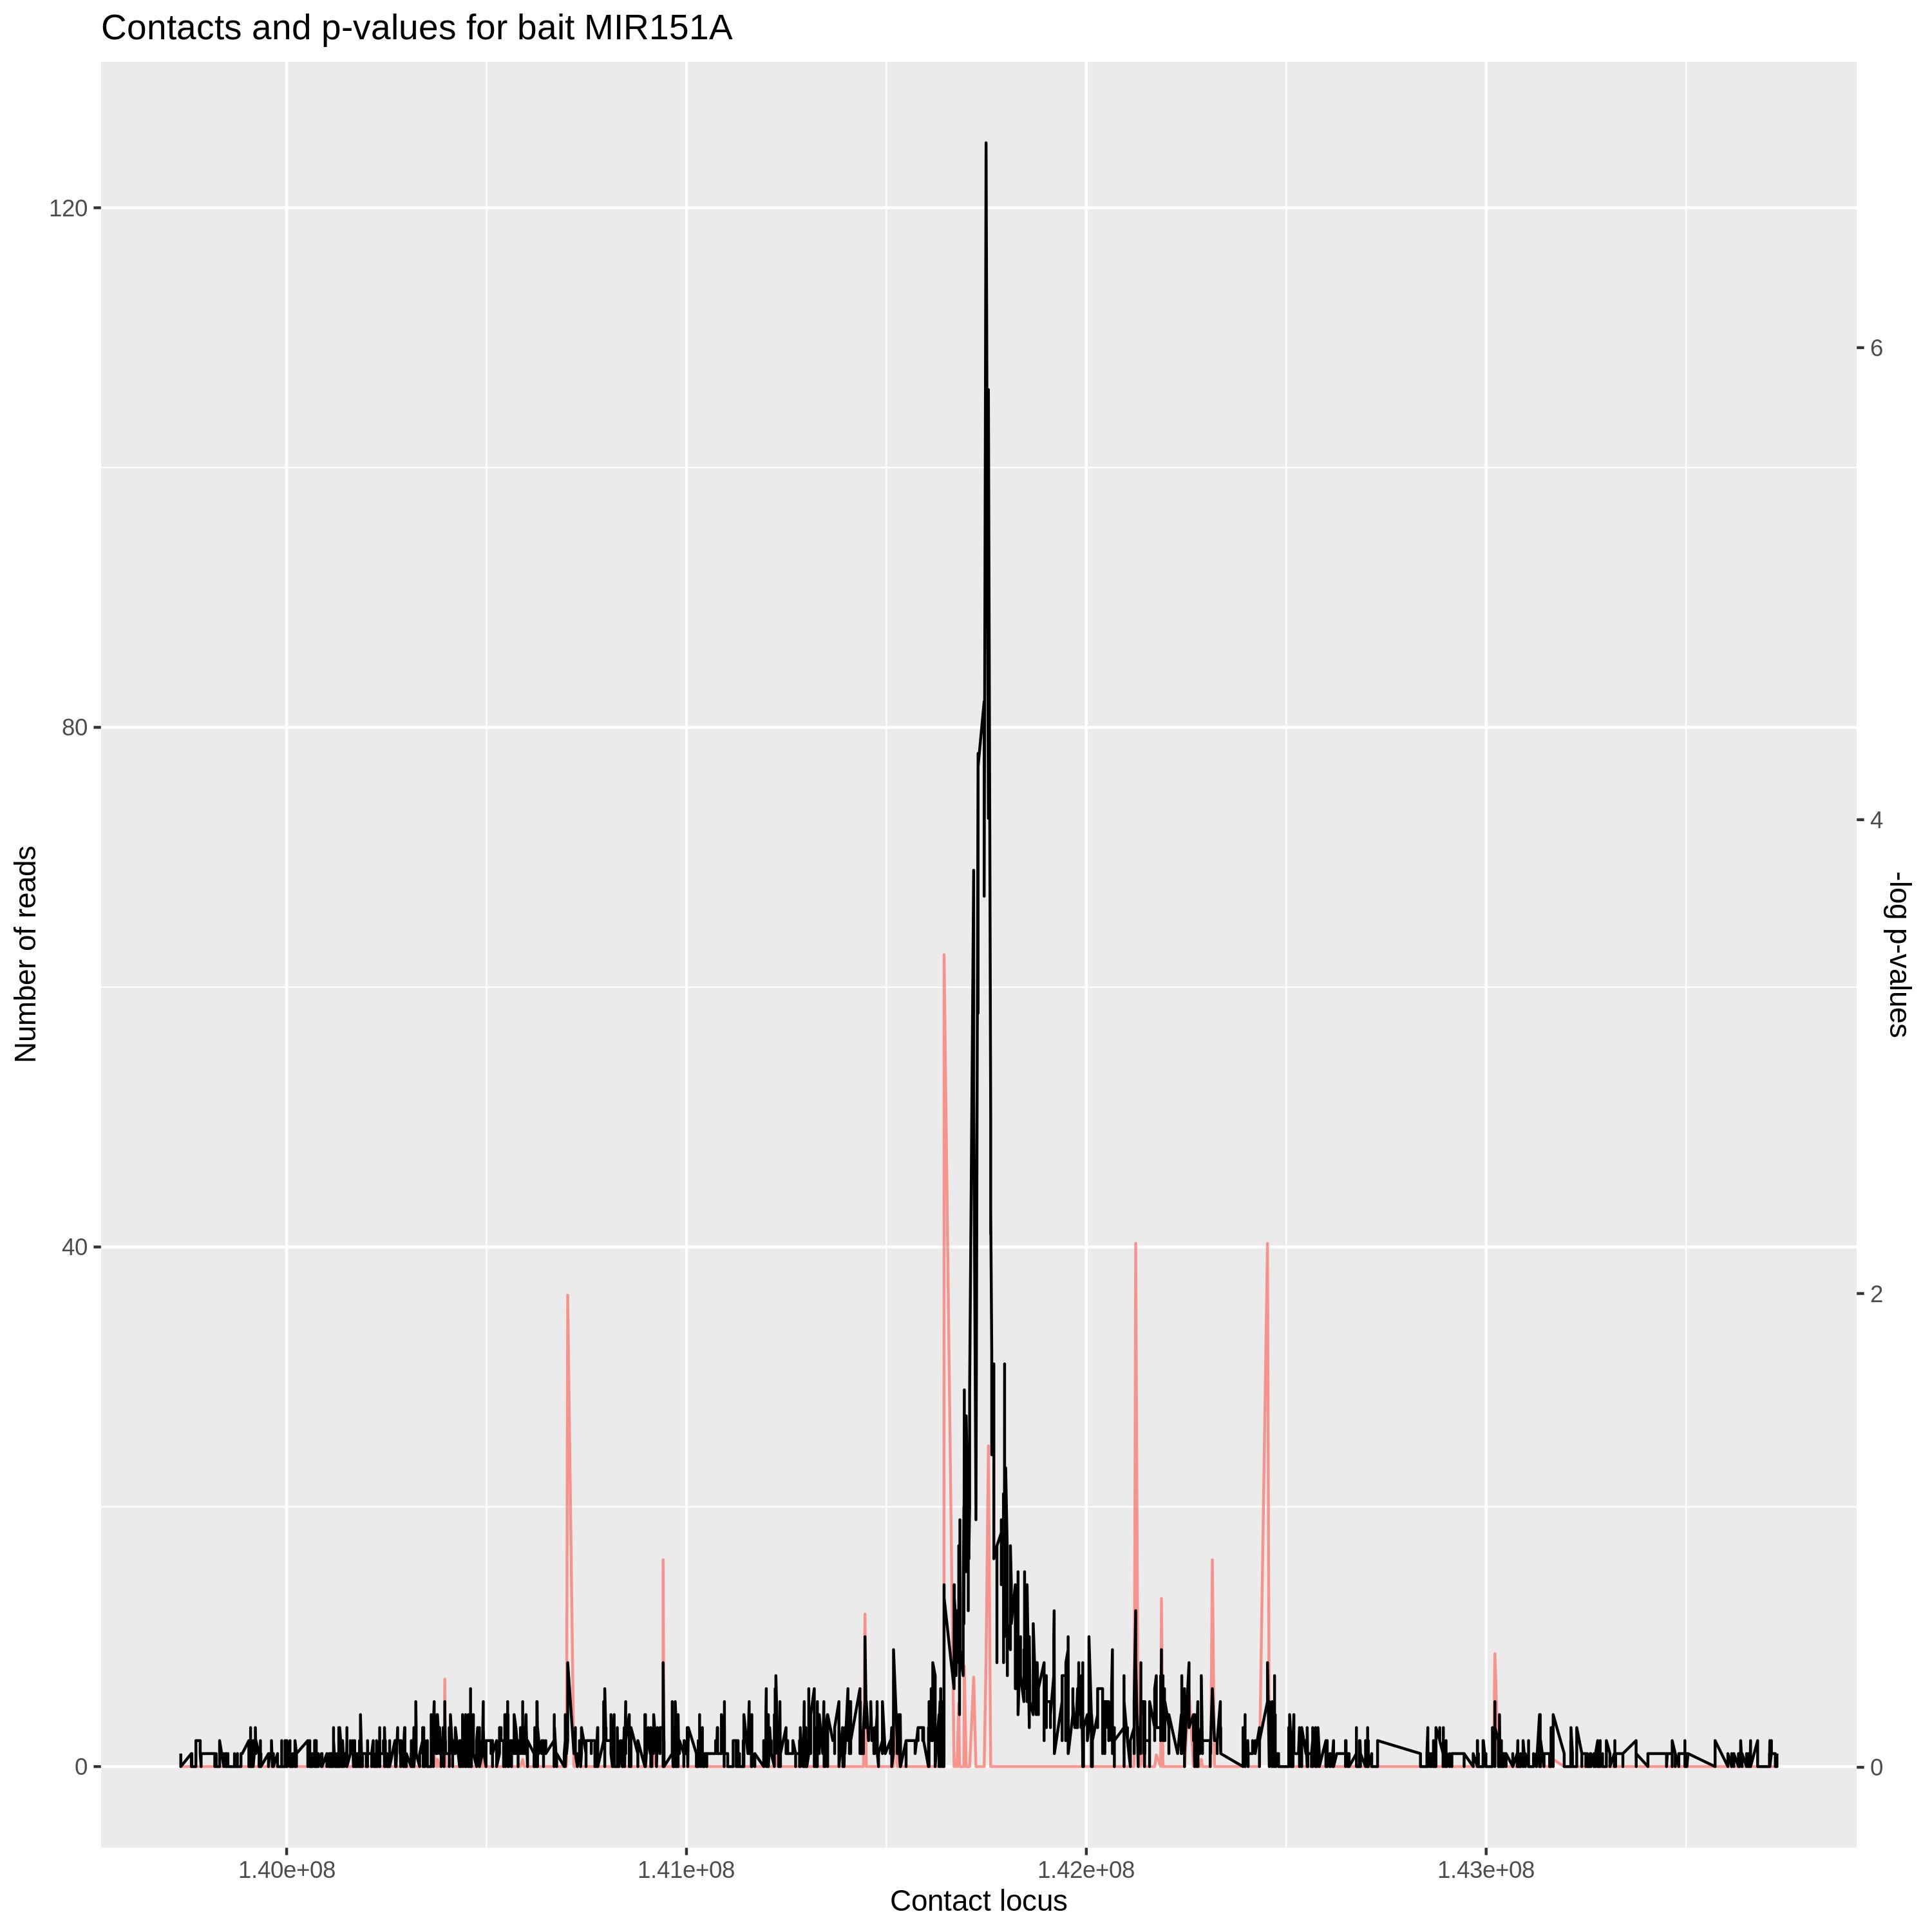 Contacts and p-values for bait MIR151A
120
80
40
0
Number of reads
6
4
2
0
-log p-values
1.40e+08
1.41e+08
1.42e+08
1.43e+08
Contact locus